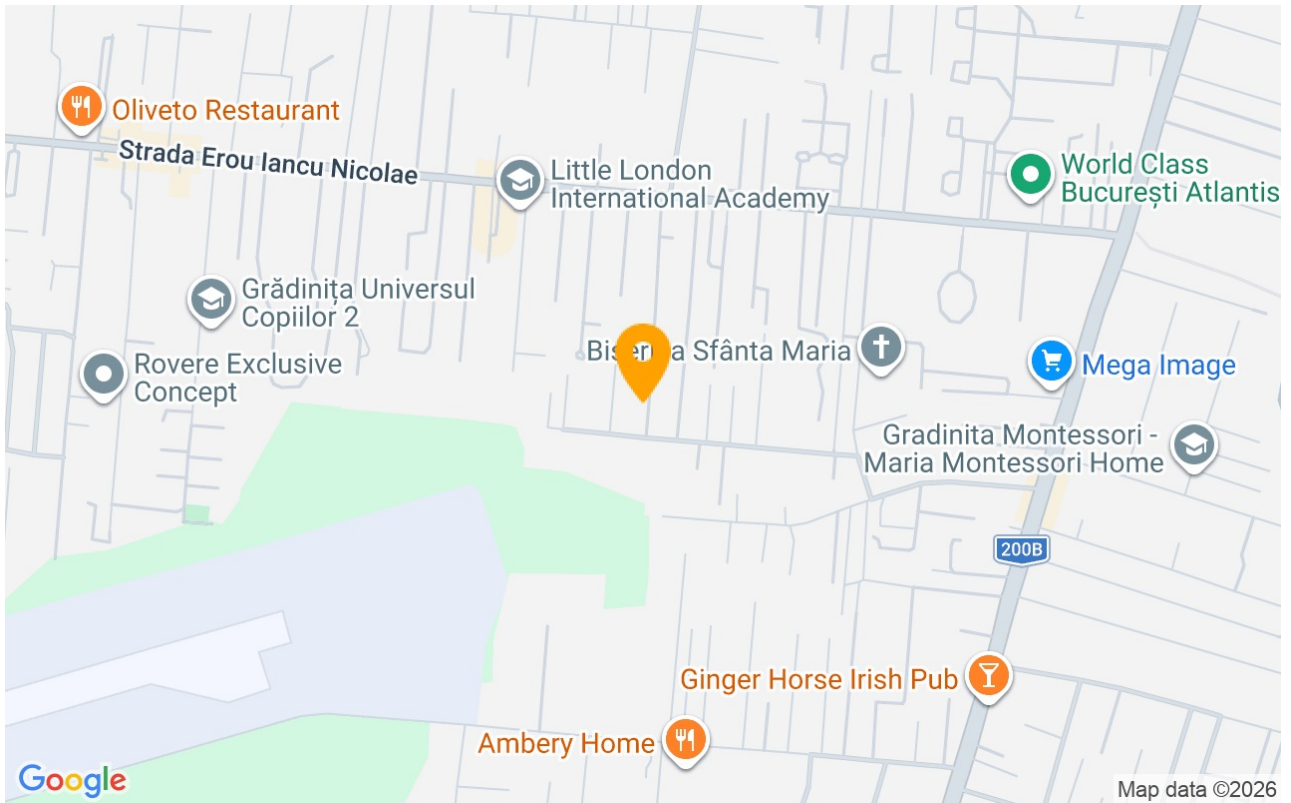 Oliveto Restaurant
Strada Erou Iancu Nicolae
Little London
International Academy
World Class
București Atlantis
Grădinița Universul
Copiilor 2
Rovere Exclusive
Concept
Sfânta Maria
Mega Image
Gradinita Montessori -
Maria Montessori Home
200B
Ginger Horse Irish Pub
Ambery Home
Google
Map data ©2026